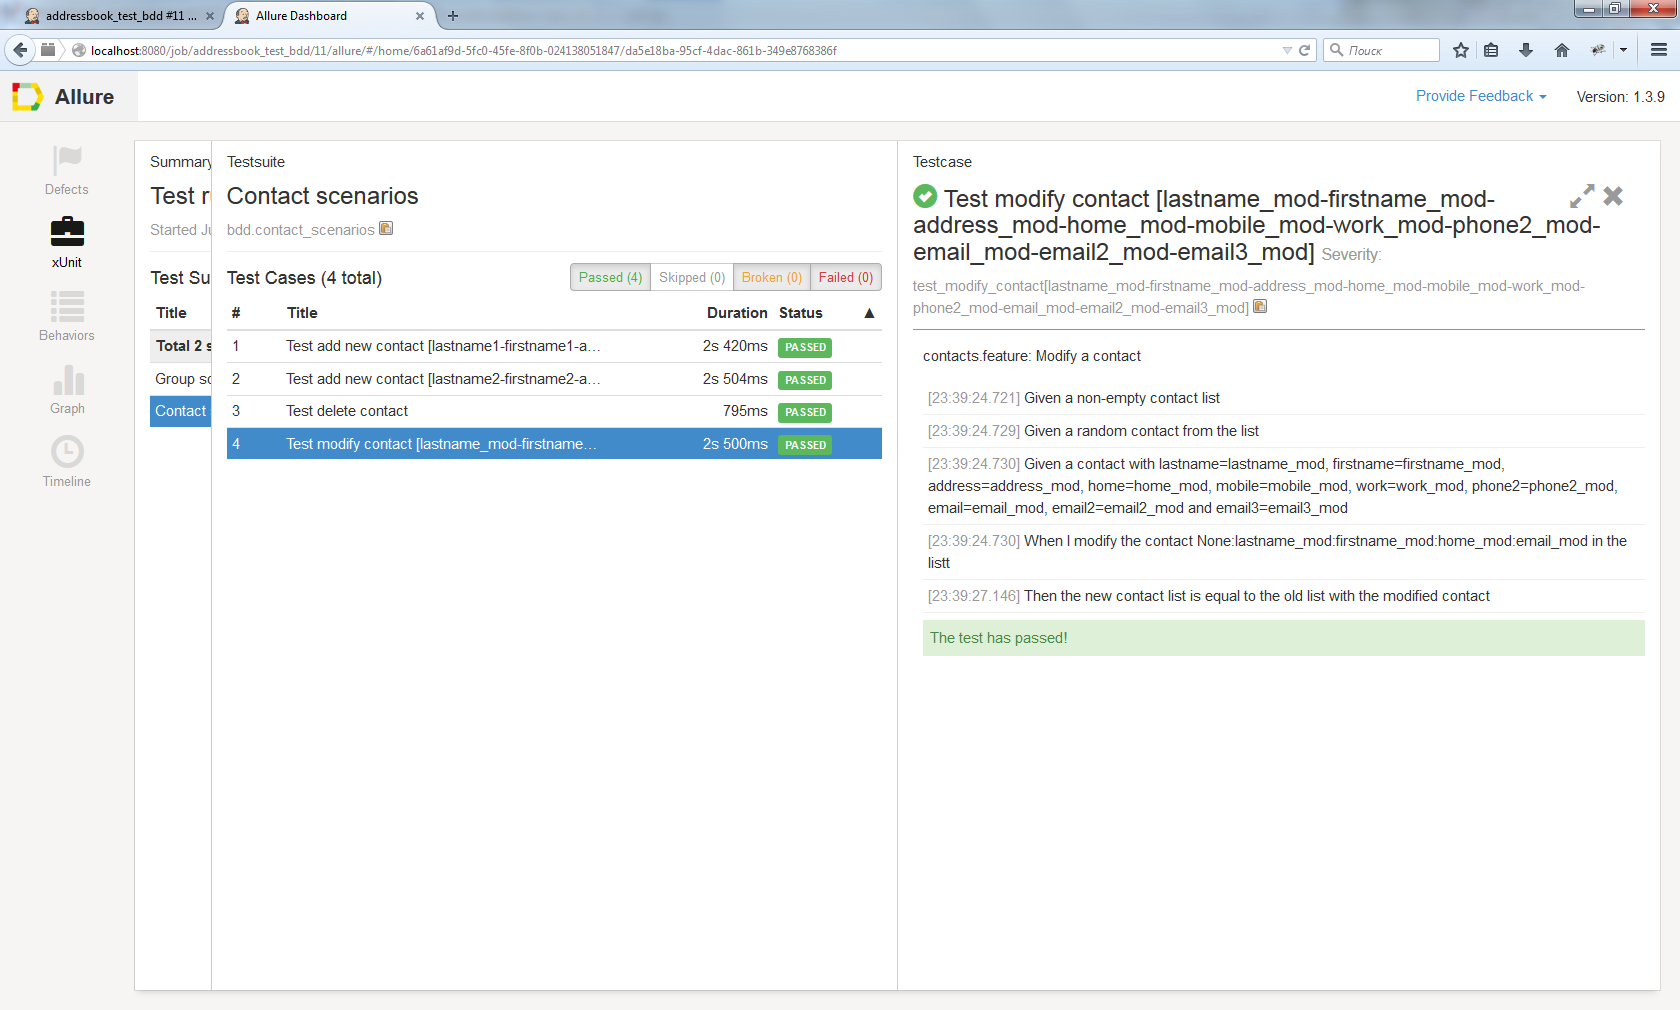 addressbook_test_bdd #11 ...
Allure Dashboard
localhost:8080/job/addressbook_test_bdd/11/allure/#/home/6a61af9d-5fc0-45fe-8f0b-024138051847/da5e18ba-95cf-4dac-861b-349e8768386f
Поиск
Allure
Provide Feedback
Version: 1.3.9
Defects
xUnit
Behaviors
Graph
Timeline
Summary
Test r
Started Ju
Test Su
Title
Total 2 s
Group sc
Contact
Testsuite
Contact scenarios
bdd.contact_scenarios
Test Cases (4 total)
Passed (4) Skipped (0) Broken (0) Failed (0)
# Title Duration Status ▲
1 Test add new contact [lastname1-firstname1-a... 2s 420ms PASSED
2 Test add new contact [lastname2-firstname2-a... 2s 504ms PASSED
3 Test delete contact 795ms PASSED
4 Test modify contact [lastname_mod-firstname... 2s 500ms PASSED
Testcase
Test modify contact [lastname_mod-firstname_mod-
address_mod-home_mod-mobile_mod-work_mod-phone2_mod-
email_mod-email2_mod-email3_mod] Severity:
test_modify_contact[lastname_mod-firstname_mod-address_mod-home_mod-mobile_mod-work_mod-
phone2_mod-email_mod-email2_mod-email3_mod]
contacts.feature: Modify a contact
[23:39:24.721] Given a non-empty contact list
[23:39:24.729] Given a random contact from the list
[23:39:24.730] Given a contact with lastname=lastname_mod, firstname=firstname_mod,
address=address_mod, home=home_mod, mobile=mobile_mod, work=work_mod, phone2=phone2_mod,
email=email_mod, email2=email2_mod and email3=email3_mod
[23:39:24.730] When I modify the contact None:lastname_mod:firstname_mod:home_mod:email_mod in the
listt
[23:39:27.146] Then the new contact list is equal to the old list with the modified contact
The test has passed!